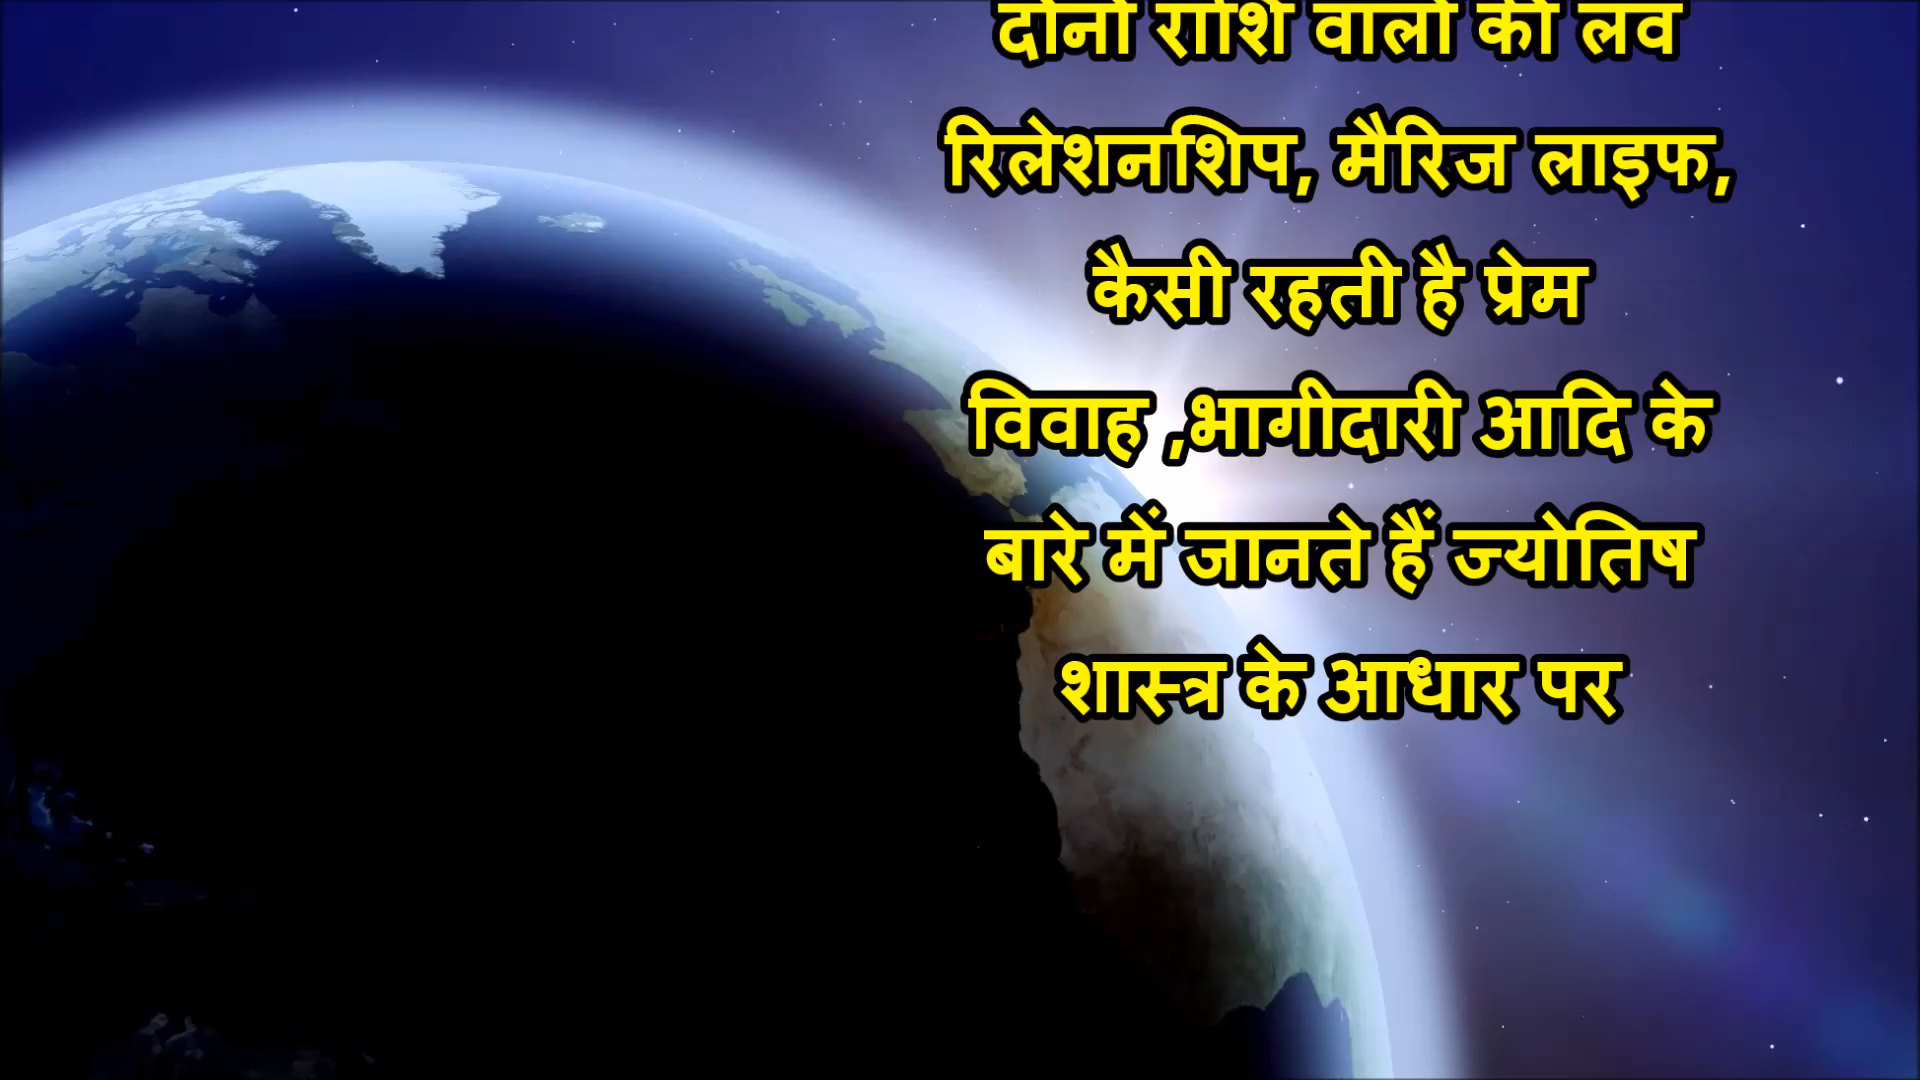 दोनों राशि वालों की लव
रिलेशनशिप, मैरिज लाइफ,
कैसी रहती है प्रेम
विवाह ,भागीदारी आदि के
बारे में जानते हैं ज्योतिष
शास्त्र के आधार पर